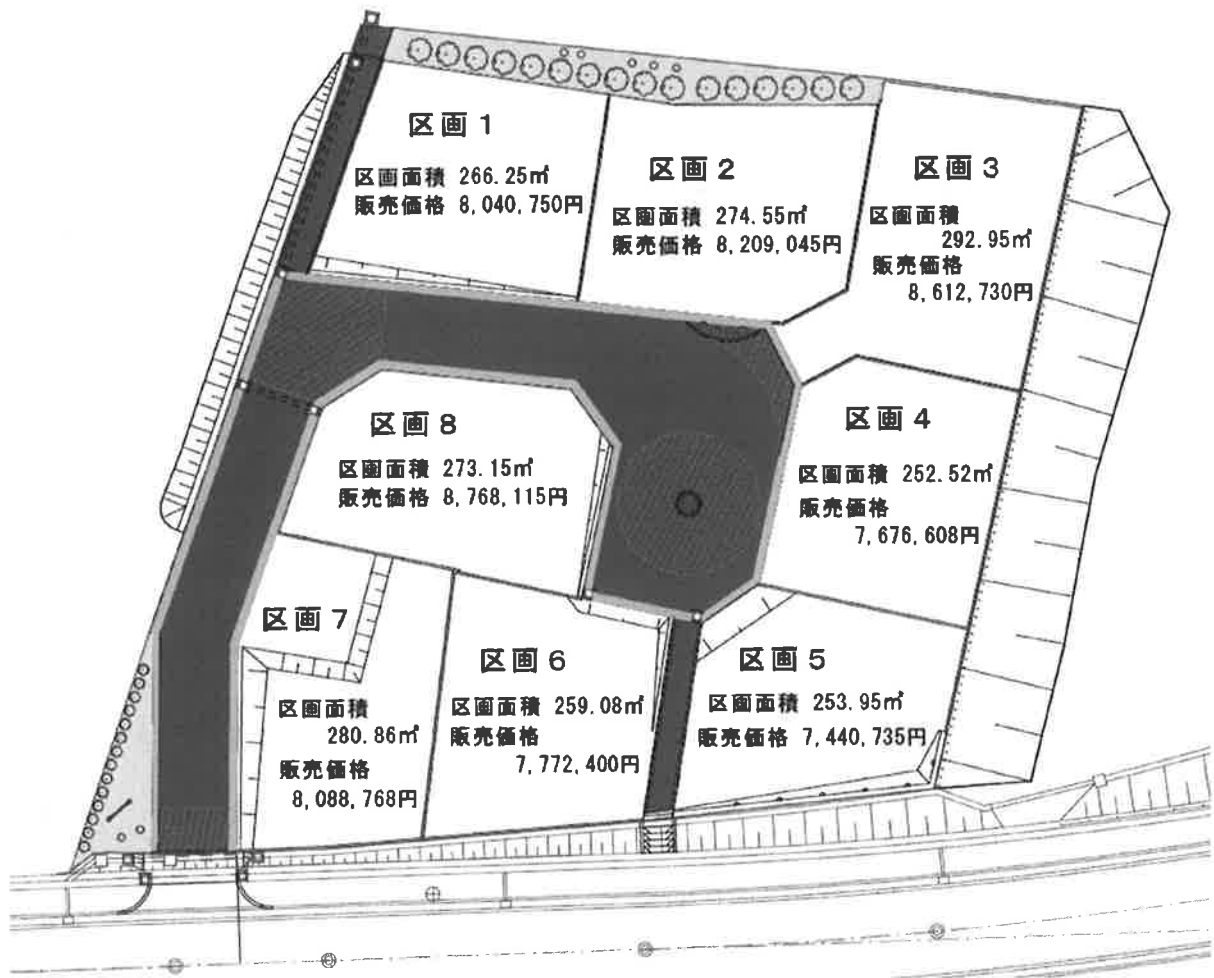 区画1
区画面積 266.25㎡
販売価格 8,040,750円
区画2
区画面積 274.55㎡
販売価格 8,209,045円
区画3
区画面積
292.95㎡
販売価格
8,612,730円
区画4
区画面積 252.52㎡
販売価格
7,676,608円
区画8
区画面積 273.15㎡
販売価格 8,768,115円
区画7
区画面積
280.86㎡
販売価格
8,088,768円
区画6
区画面積 259.08㎡
販売価格
7,772,400円
区画5
区画面積 253.95㎡
販売価格 7,440,735円